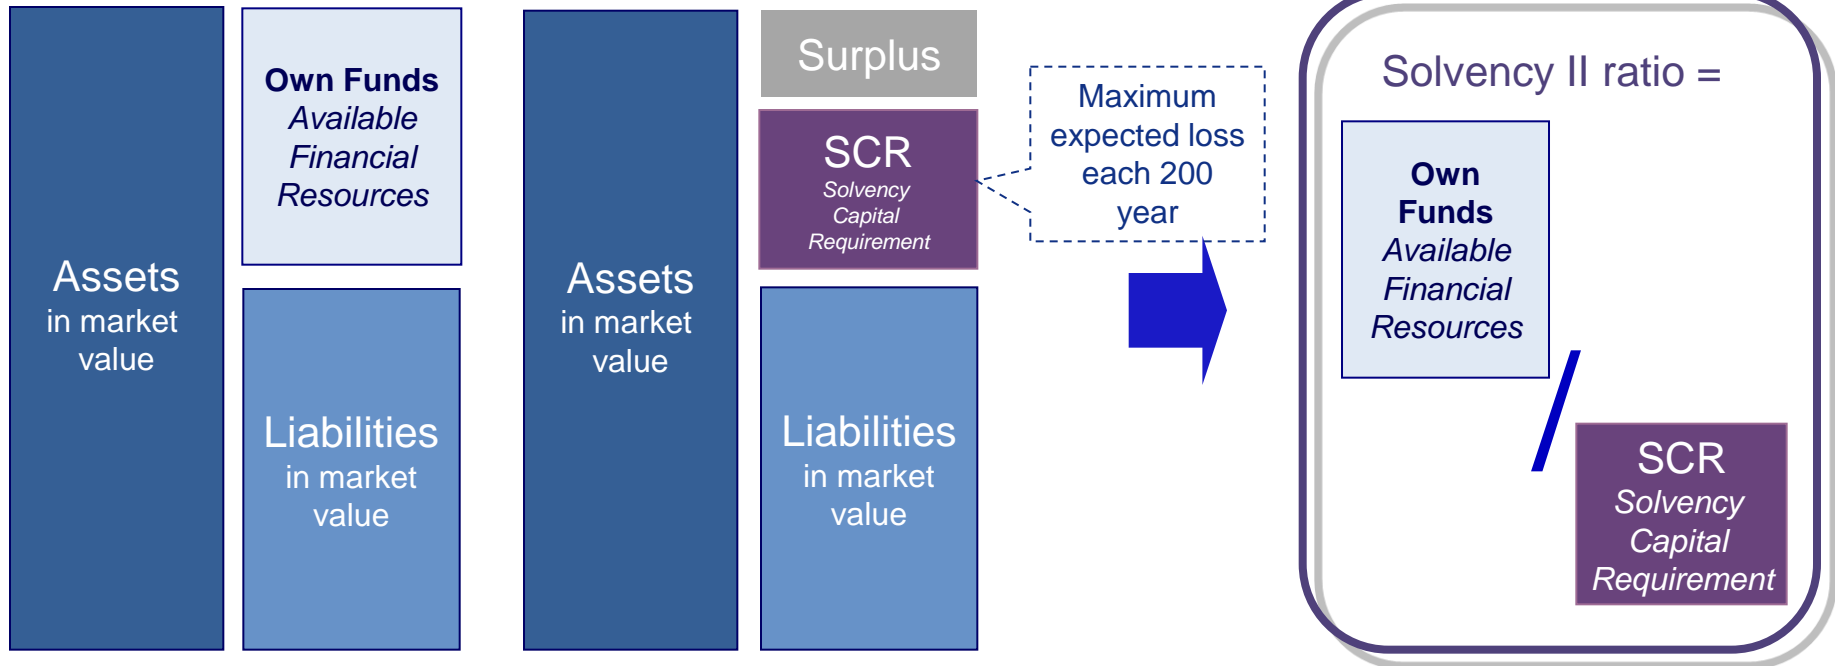 Assets
in market
value
Own Funds
Available
Financial
Resources
Liabilities
in market
value
Assets
in market
value
Surplus
SCR
Solvency
Capital
Requirement
Liabilities
in market
value
Maximum
expected loss
each 200
year
Solvency II ratio =
Own
Funds
Available
Financial
Resources
/
SCR
Solvency
Capital
Requirement